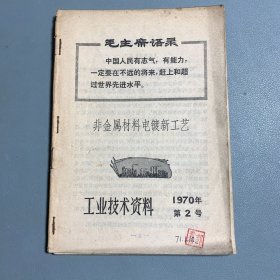 毛主席语录
中国人民有志气,有能力,
一定要在不远的将来,赶上和超
过世界先进水平。
非金属材料电镀新工艺
工业技术资料
1970年
第2号